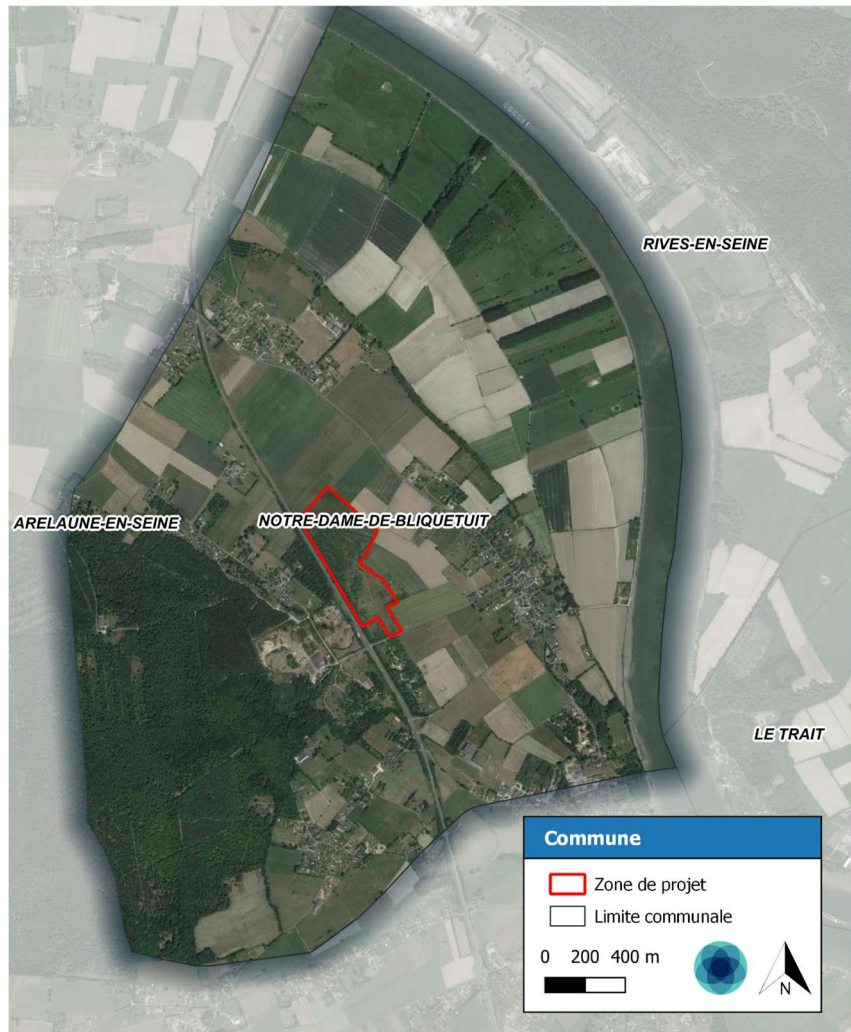 RIVES-EN-SEINE
ARELAUNE-EN-SEINE
NOTRE-DAME-DE-BLIQUETUIT
LE TRAIT
Commune
Zone de projet
Limite communale
0 200 400 m
N